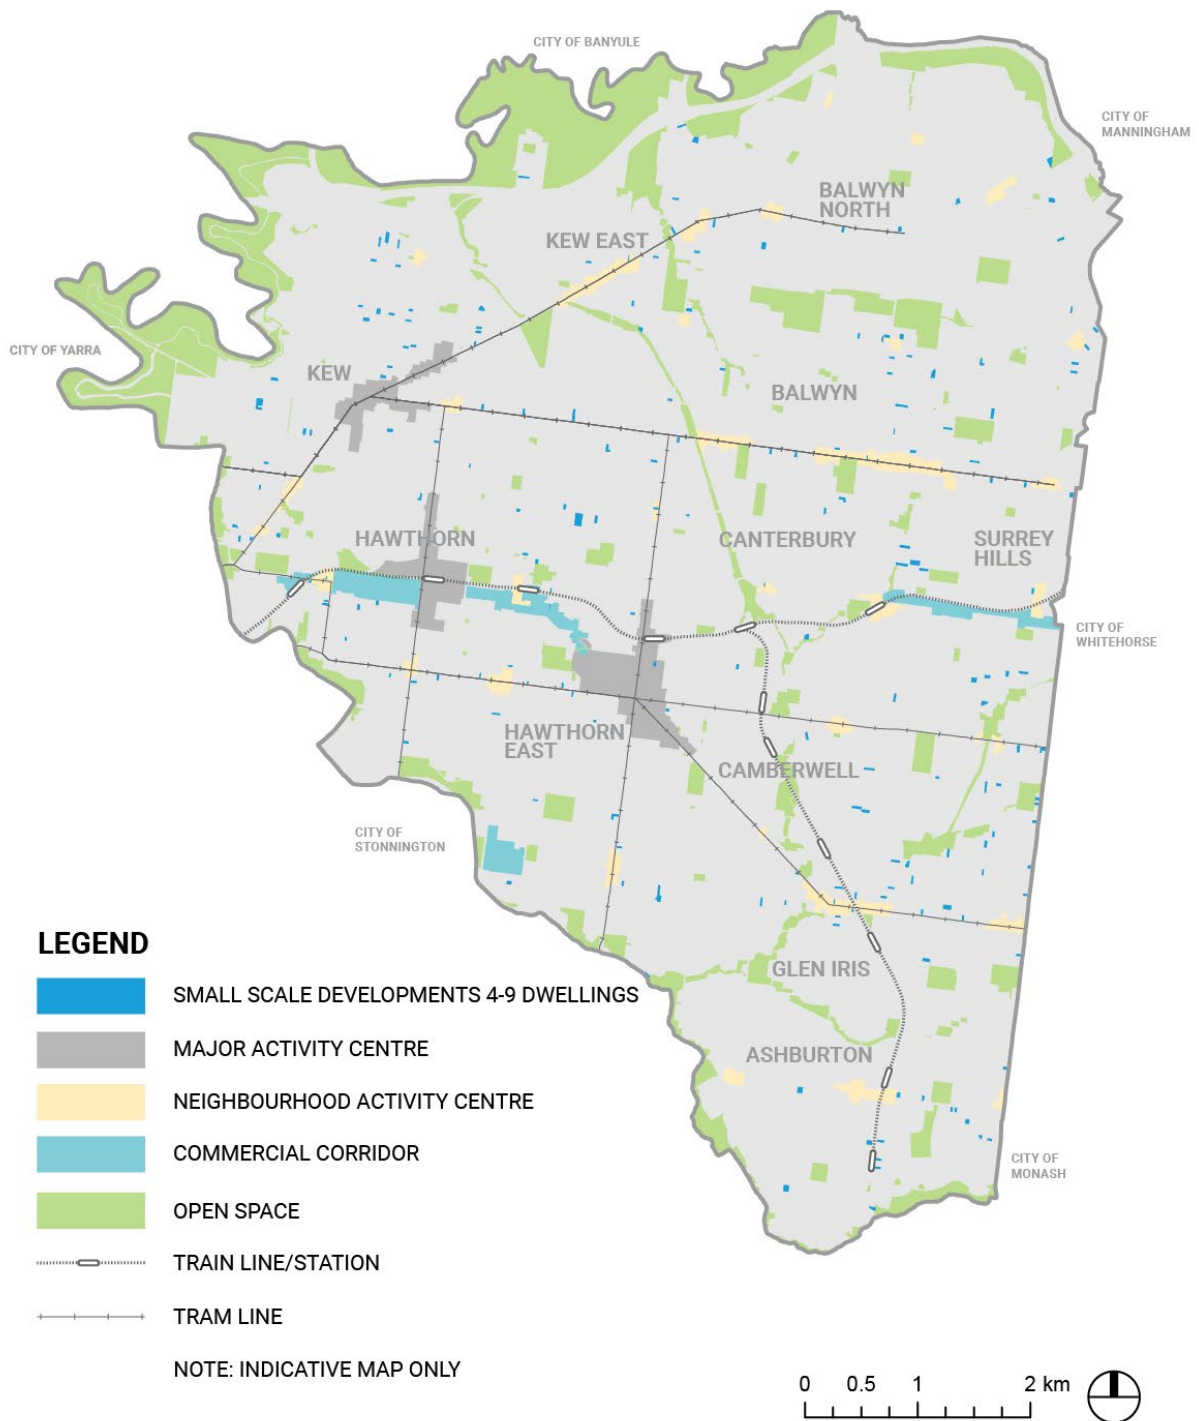 CITY OF BANYULE
CITY OF
MANNINGHAM
BALWYN
NORTH
KEW EAST
CITY OF YARRA
KEW
BALWYN
HAWTHORN
CANTERBURY
SURREY
HILLS
CITY OF
WHITEHORSE
HAWTHORN
EAST
CAMBERWELL
CITY OF
STONNINGTON
GLEN IRIS
ASHBURTON
CITY OF
MONASH
LEGEND
SMALL SCALE DEVELOPMENTS 4-9 DWELLINGS
MAJOR ACTIVITY CENTRE
NEIGHBOURHOOD ACTIVITY CENTRE
COMMERCIAL CORRIDOR
OPEN SPACE
TRAIN LINE/STATION
TRAM LINE
NOTE: INDICATIVE MAP ONLY
0 0.5 1 2 km